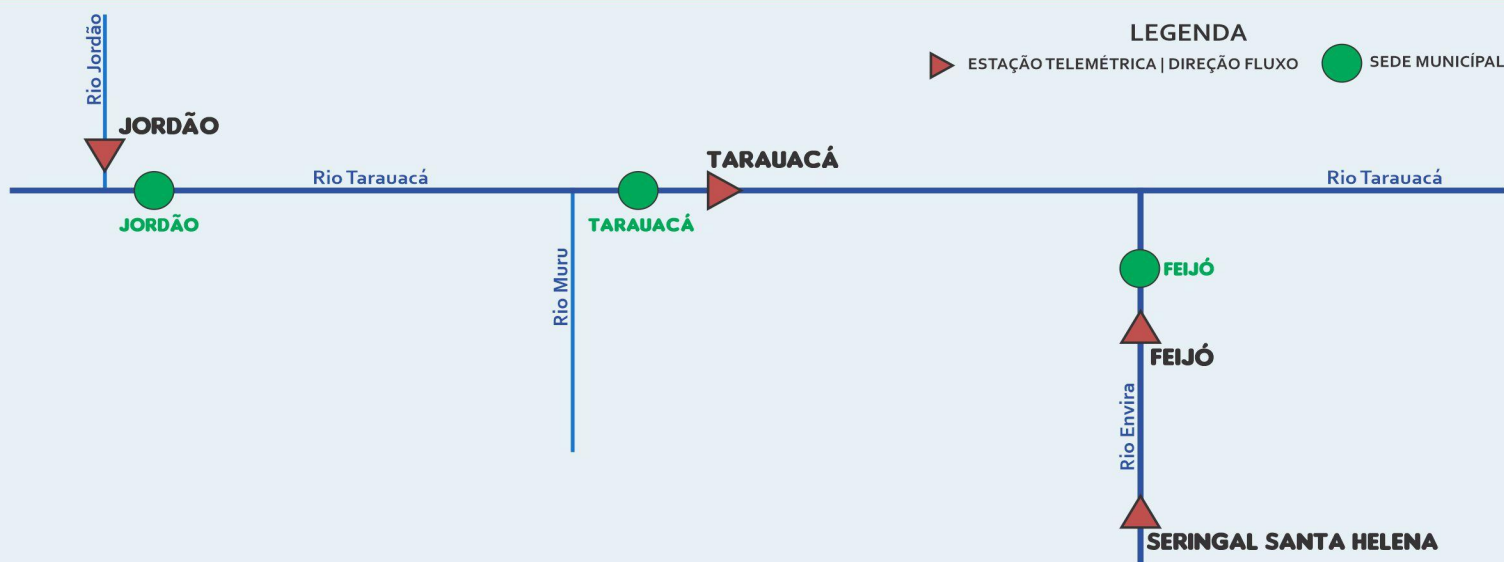 LEGENDA
ESTAÇÃO TELEMÉTRICA | DIREÇÃO FLUXO
SEDE MUNICÍPAL
Rio Jordão
JORDÃO
Rio Tarauacá
TARAUACÁ
Rio Tarauacá
JORDÃO
TARAUACÁ
Rio Muru
FEIJÓ
FEIJÓ
Rio Envira
SERINGAL SANTA HELENA